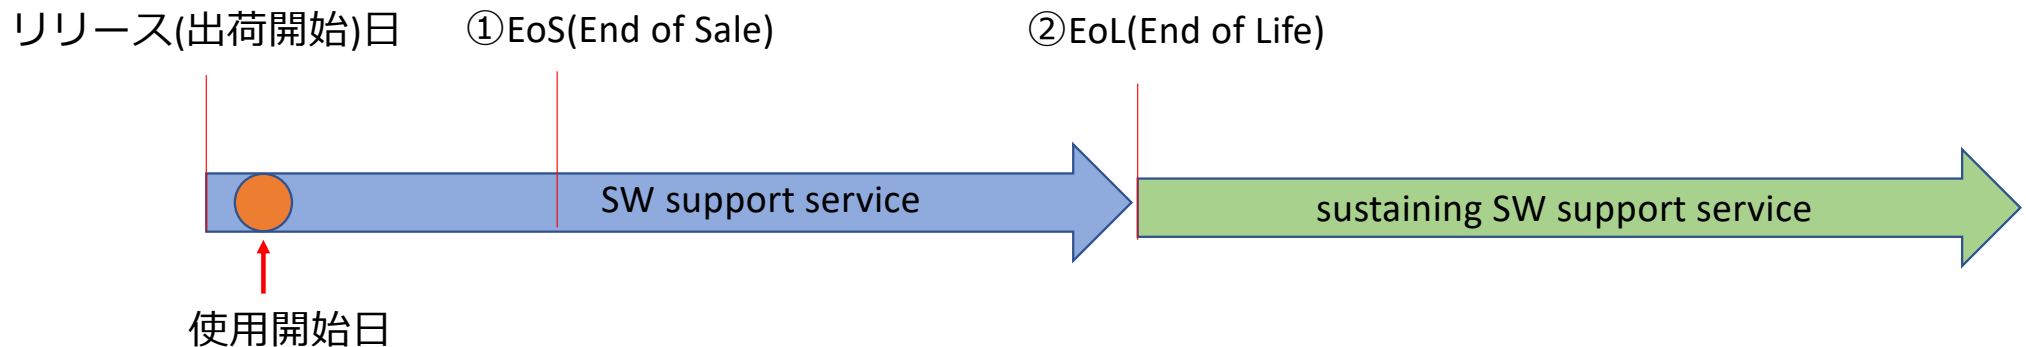 リリース(出荷開始)日
①EoS(End of Sale)
②EoL(End of Life)
SW support service
sustaining SW support service
使用開始日